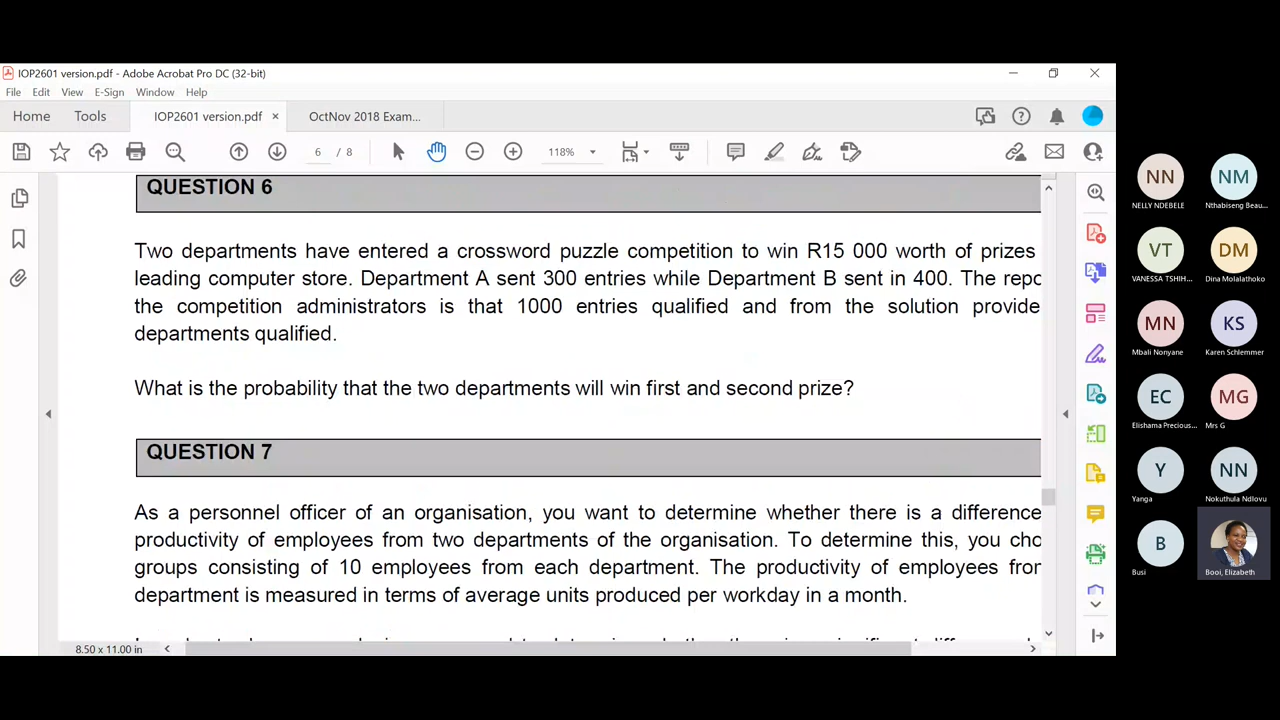 IOP2601 version.pdf - Adobe Acrobat Pro DC (32-bit)
File Edit View E-Sign Window Help
Home Tools IOP2601 version.pdf × OctNov 2018 Exam...
6 / 8 118%
QUESTION 6
Two departments have entered a crossword puzzle competition to win R15 000 worth of prizes
leading computer store. Department A sent 300 entries while Department B sent in 400. The repo
the competition administrators is that 1000 entries qualified and from the solution provide
departments qualified.
What is the probability that the two departments will win first and second prize?
QUESTION 7
As a personnel officer of an organisation, you want to determine whether there is a difference
productivity of employees from two departments of the organisation. To determine this, you cho
groups consisting of 10 employees from each department. The productivity of employees fror
department is measured in terms of average units produced per workday in a month.
8.50 x 11.00 in
NN NM
NELLY NDEBELE Nthabiseng Beau...
VT DM
VANESSA TSHIH... Dina Molalathoko
MN KS
Mbali Nonyane Karen Schlemmer
EC MG
Elishama Precious... Mrs G
Y NN
Yanga Nokuthula Ndlovu
B
Busi Booi, Elizabeth